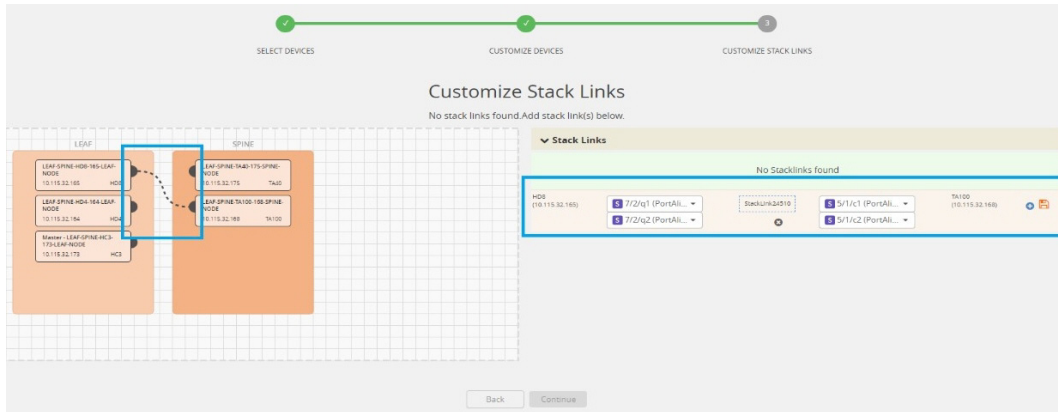 3
SELECT DEVICES
CUSTOMIZE DEVICES
CUSTOMIZE STACK LINKS
Customize Stack Links
No stack links found.Add stack link(s) below.
LEAF
SPINE
LEAF-SPINE-HD8-165-LEAF-
NODE
10.115.32.165 HD8
LEAF-SPINE-HD4-164-LEAF-
NODE
10.115.32.164 HD4
Master - LEAF-SPINE-HC3-
173-LEAF-NODE
10.115.32.173 HC3
LEAF-SPINE-TA40-175-SPINE-
NODE
10.115.32.175 TA40
LEAF-SPINE-TA100-168-SPINE-
NODE
10.115.32.168 TA100
Stack Links
No Stacklinks found
HD8
(10.115.32.165)
S 7/2/q1 (PortAli...
S 7/2/q2 (PortAli...
StackLink24510
S 5/1/c1 (PortAli...
S 5/1/c2 (PortAli...
TA100
(10.115.32.168)
Back
Continue